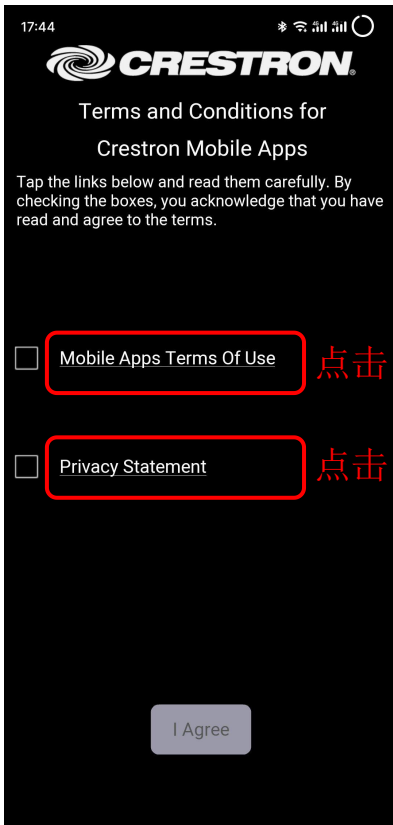 17:44
CRESTRON®
Terms and Conditions for
Crestron Mobile Apps
Tap the links below and read them carefully. By
checking the boxes, you acknowledge that you have
read and agree to the terms.
Mobile Apps Terms Of Use 点击
Privacy Statement 点击
I Agree